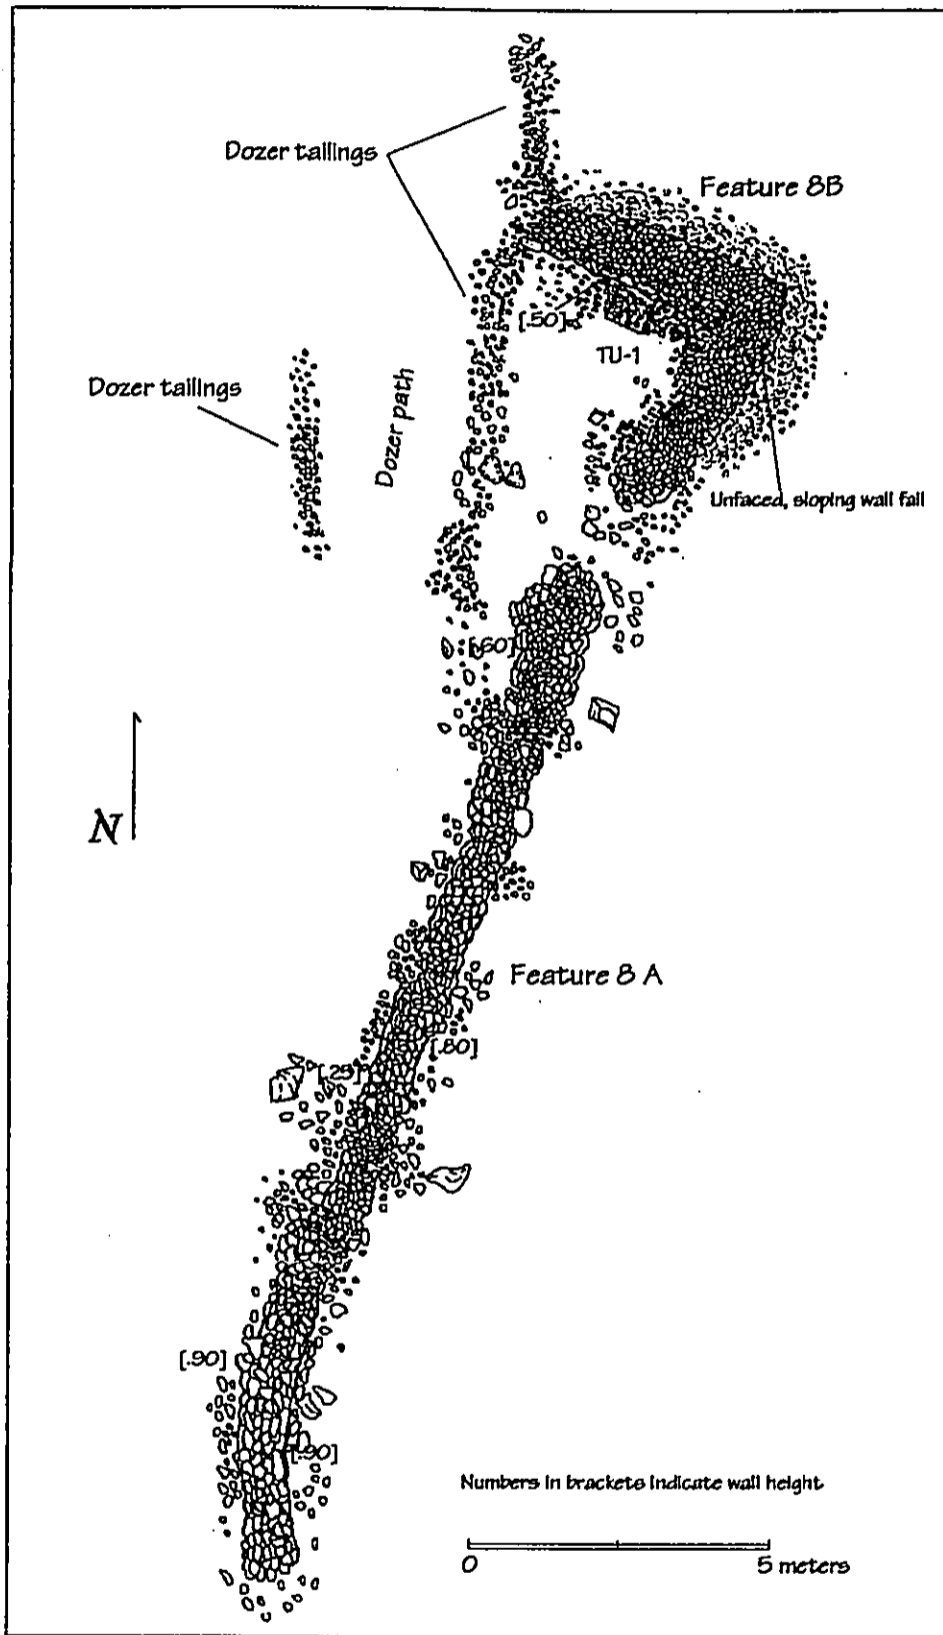 Dozer tailings
Feature 8B
[.50]
TU-1
Dozer tailings
Dozer path
Unfaced, sloping wall fall
[.60]
N
Feature 8 A
[.80]
[.25]
[.90]
[.90]
Numbers in brackets indicate wall height
0 5 meters